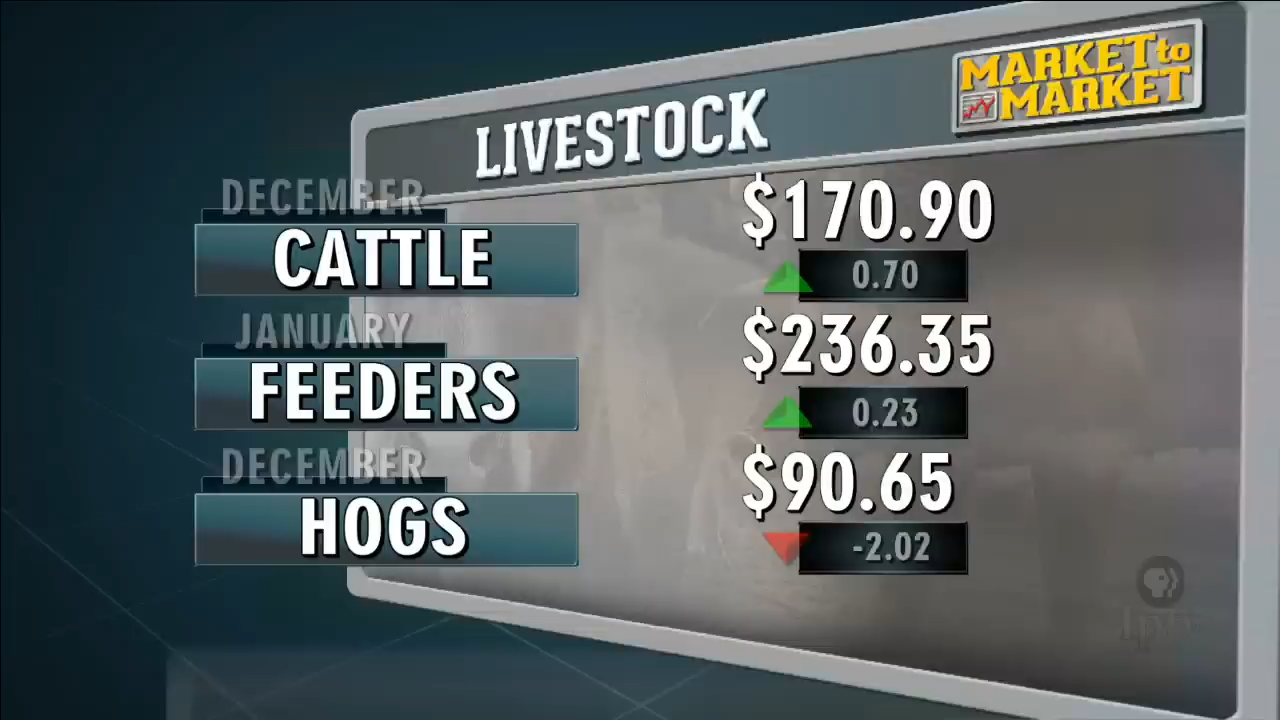 MARKET to
MARKET
LIVESTOCK
DECEMBER
CATTLE
$170.90
0.70
JANUARY
FEEDERS
$236.35
0.23
DECEMBER
HOGS
$90.65
-2.02